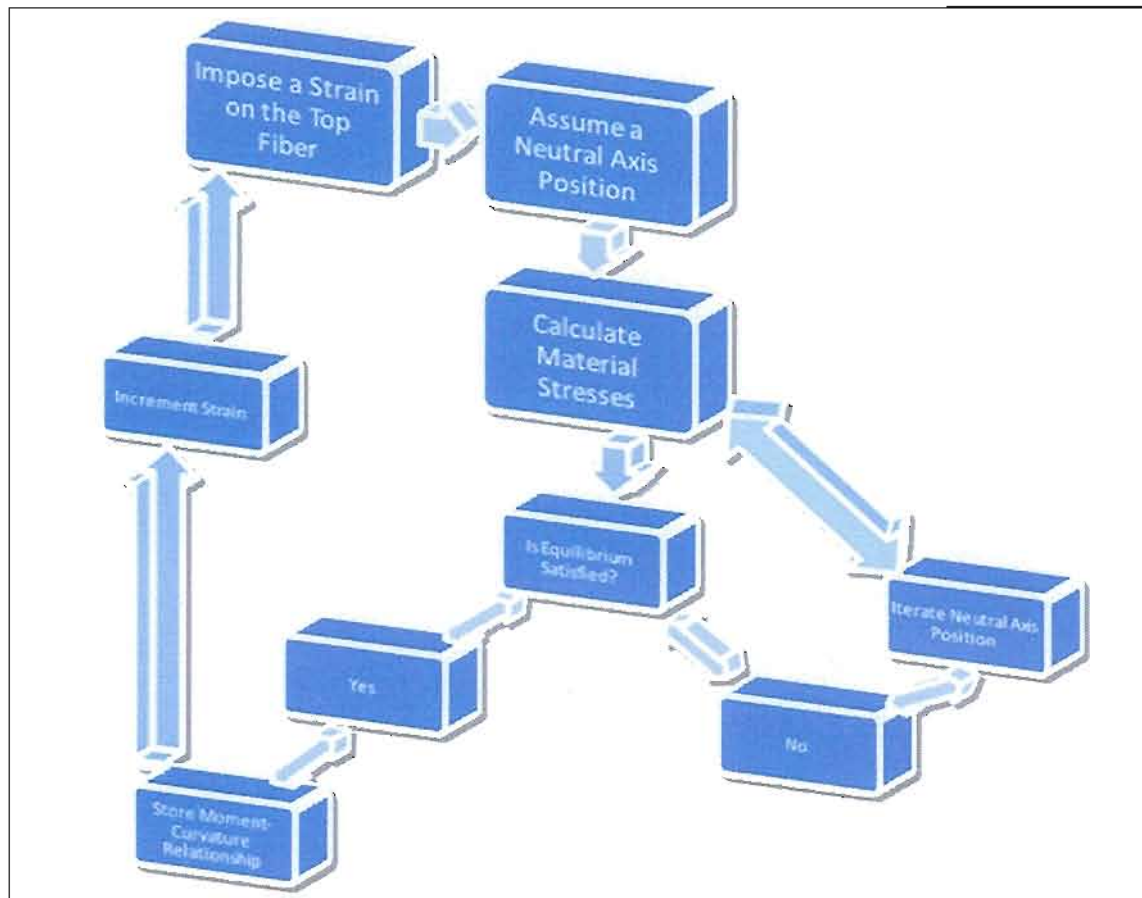 Impose a Strain
on the Top
Fiber
Assume a
Neutral Axis
Position
Calculate
Material
Stresses
Increment Strain
Is Equilibrium
Satisfied?
Iterate Neutral Axis
Position
Yes
No
Store Moment-
Curvature
Relationship